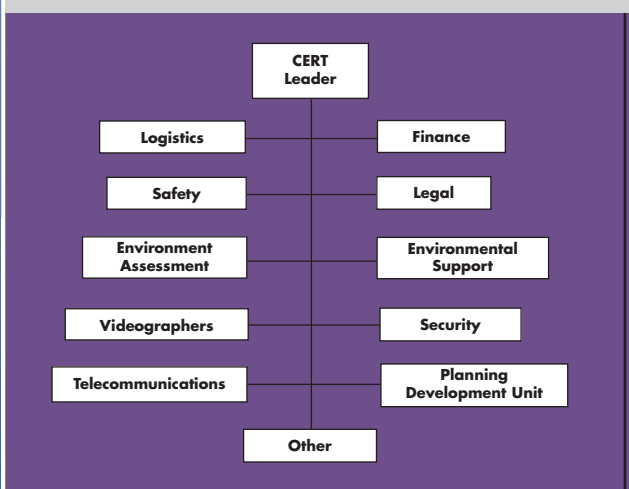 CERT
Leader
Logistics
Finance
Safety
Legal
Environment
Assessment
Environmental
Support
Videographers
Security
Telecommunications
Planning
Development Unit
Other